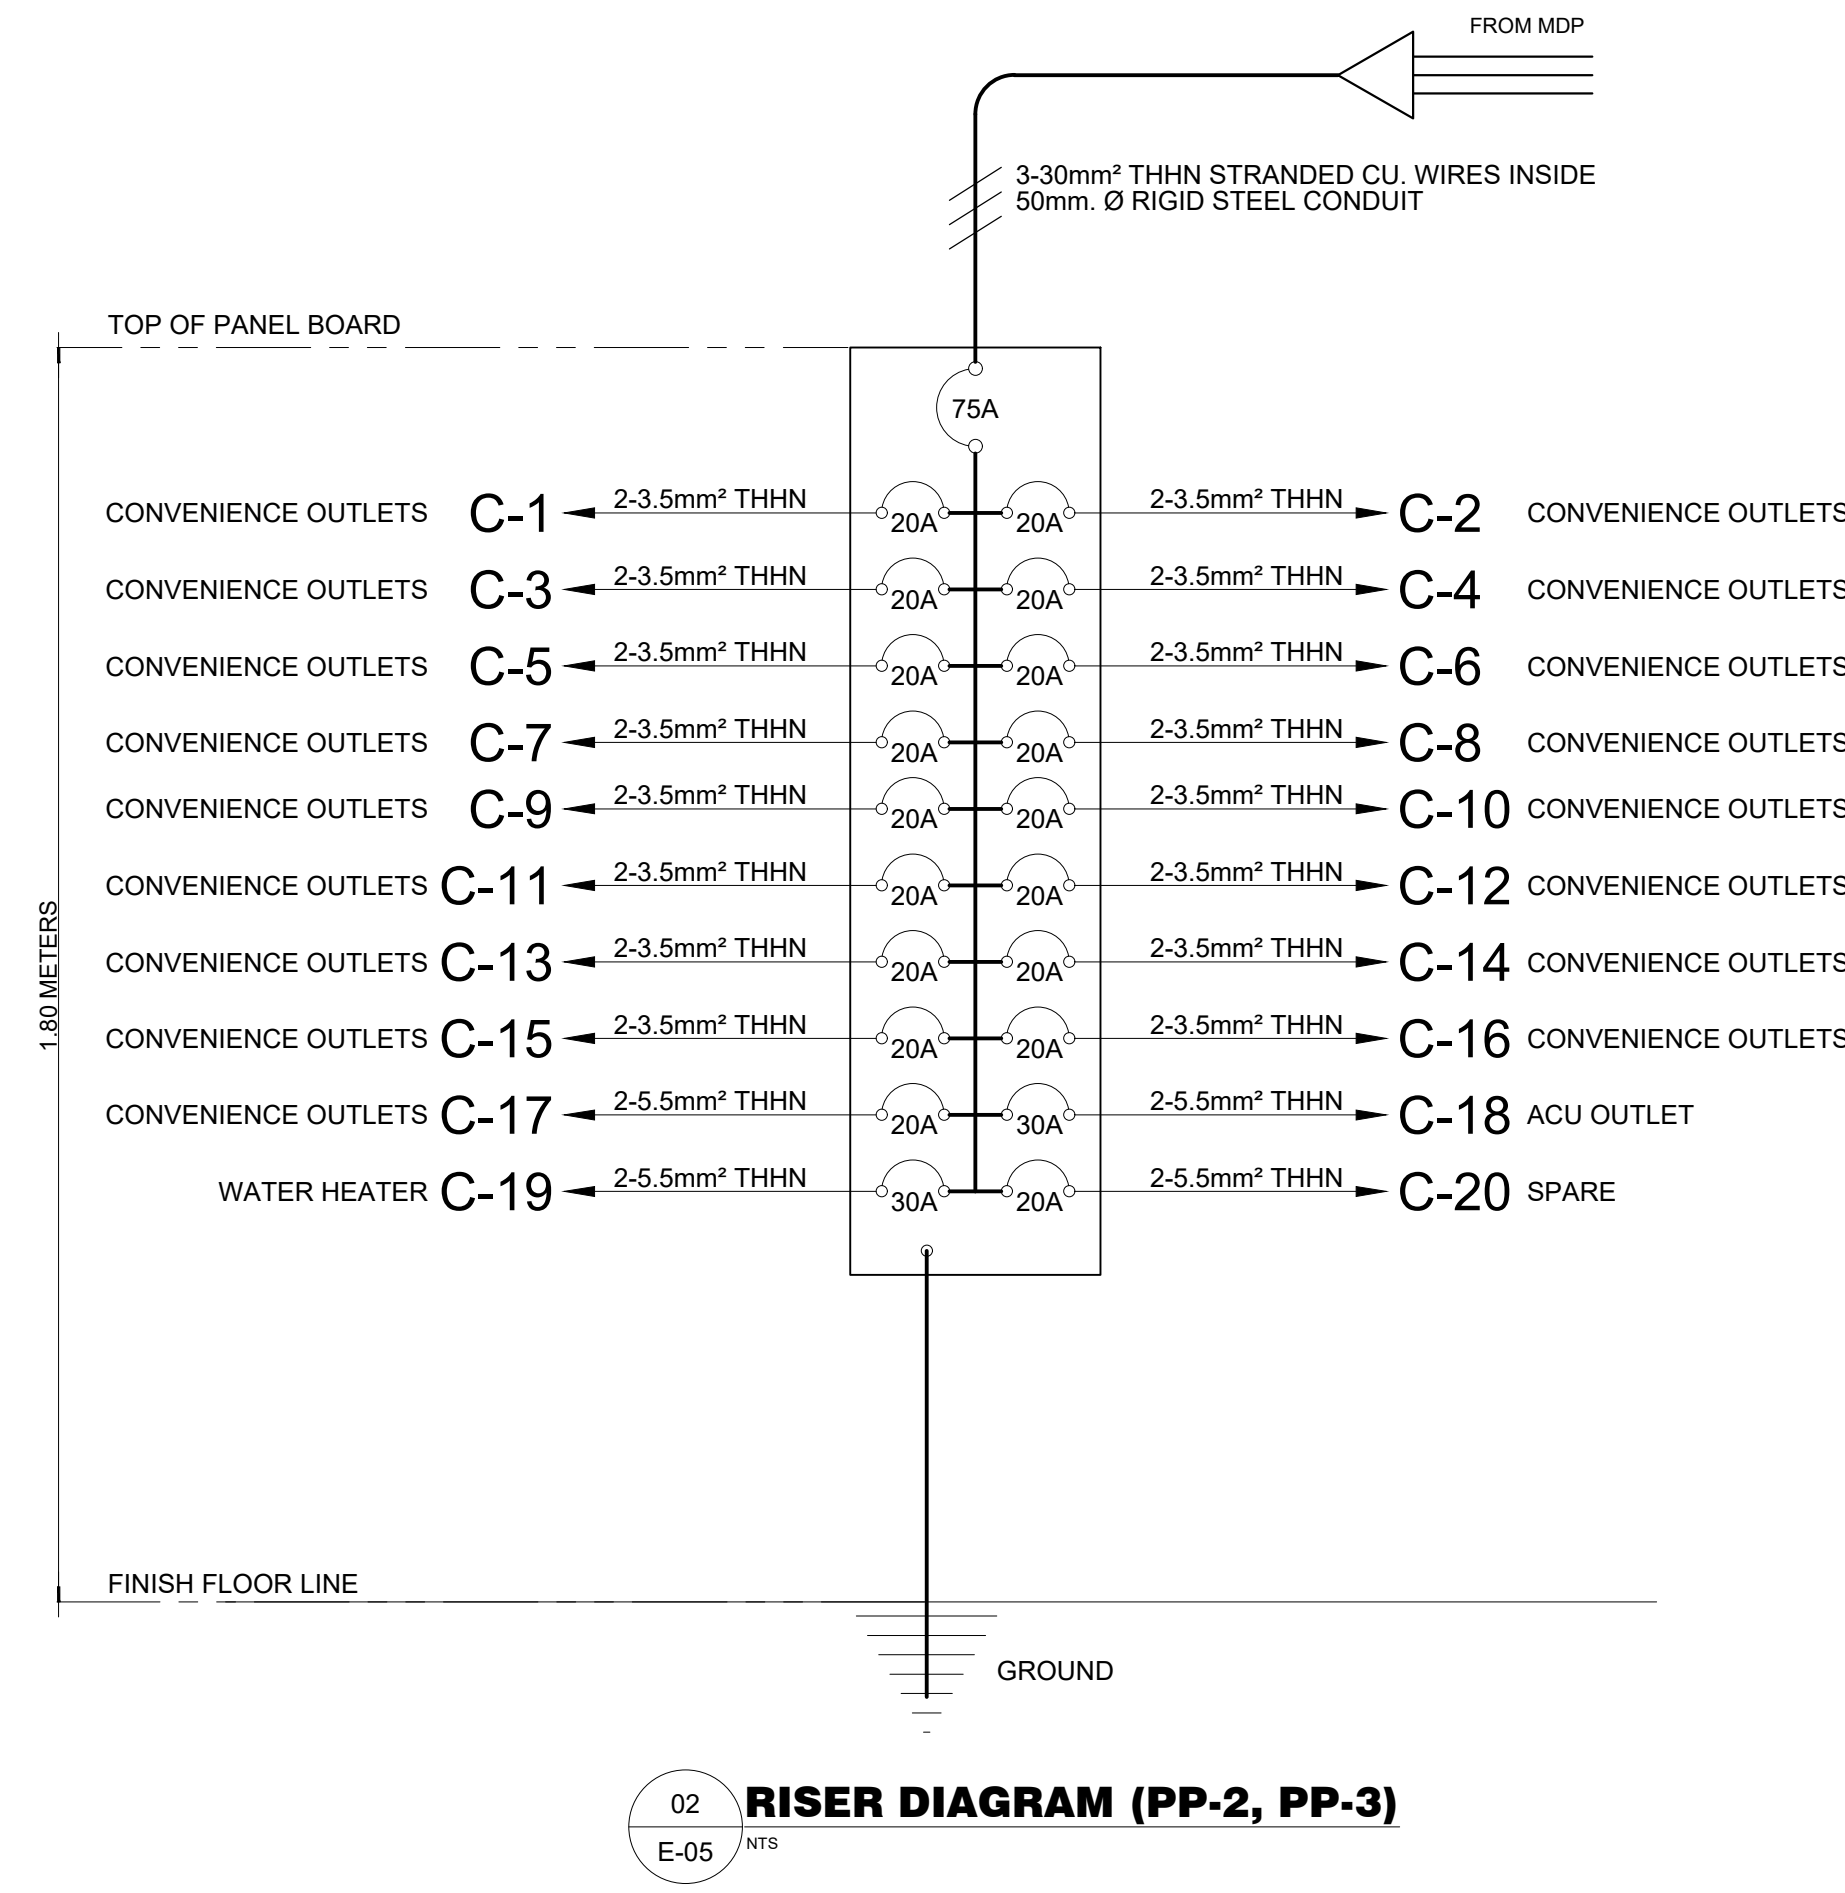 FROM MDP
3-30mm² THHN STRANDED CU. WIRES INSIDE
50mm. Ø RIGID STEEL CONDUIT
TOP OF PANEL BOARD
75A
CONVENIENCE OUTLETS C-1 2-3.5mm² THHN 20A 20A 2-3.5mm² THHN C-2 CONVENIENCE OUTLETS
CONVENIENCE OUTLETS C-3 2-3.5mm² THHN 20A 20A 2-3.5mm² THHN C-4 CONVENIENCE OUTLETS
CONVENIENCE OUTLETS C-5 2-3.5mm² THHN 20A 20A 2-3.5mm² THHN C-6 CONVENIENCE OUTLETS
CONVENIENCE OUTLETS C-7 2-3.5mm² THHN 20A 20A 2-3.5mm² THHN C-8 CONVENIENCE OUTLETS
CONVENIENCE OUTLETS C-9 2-3.5mm² THHN 20A 20A 2-3.5mm² THHN C-10 CONVENIENCE OUTLETS
CONVENIENCE OUTLETS C-11 2-3.5mm² THHN 20A 20A 2-3.5mm² THHN C-12 CONVENIENCE OUTLETS
CONVENIENCE OUTLETS C-13 2-3.5mm² THHN 20A 20A 2-3.5mm² THHN C-14 CONVENIENCE OUTLETS
CONVENIENCE OUTLETS C-15 2-3.5mm² THHN 20A 20A 2-3.5mm² THHN C-16 CONVENIENCE OUTLETS
CONVENIENCE OUTLETS C-17 2-5.5mm² THHN 20A 30A 2-5.5mm² THHN C-18 ACU OUTLET
WATER HEATER C-19 2-5.5mm² THHN 30A 20A 2-5.5mm² THHN C-20 SPARE
1.80 METERS
FINISH FLOOR LINE
GROUND
02
E-05
RISER DIAGRAM (PP-2, PP-3)
NTS